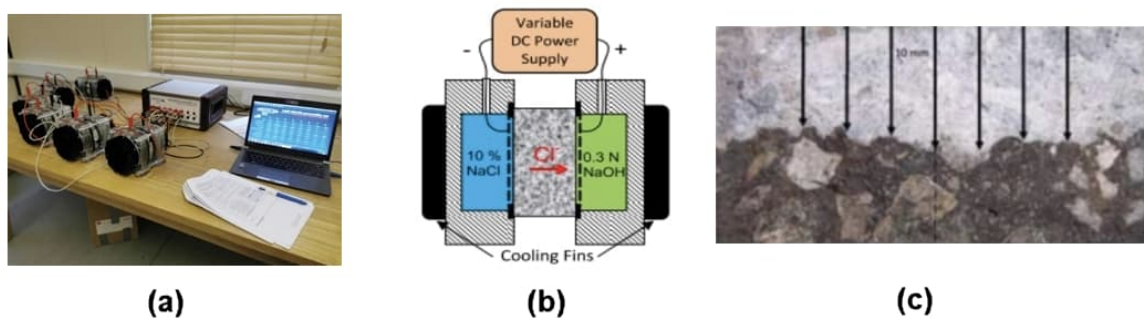 Variable
DC Power
Supply
- +
10 %
NaCl
Cl-
0.3 N
NaOH
Cooling Fins
10 mm
(a) (b) (c)